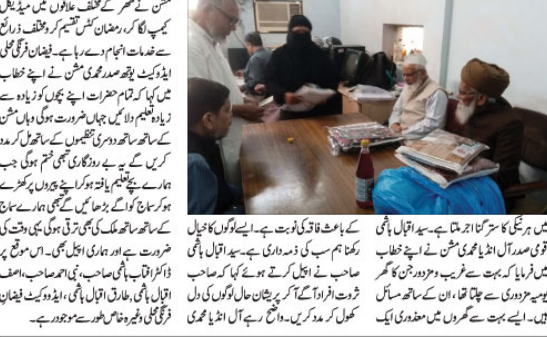 میں ہر نیکی کا ستر گنا اجر ملتا ہے۔ سید اقبال ہاشمی
قومی صدر آل انڈیا محمدی مشن نے اپنے خطاب
میں فرمایا کہ بہت سے غریب و مزدور جن کا گھر
یومیہ مزدوری سے چلتا تھا، ان کے ساتھ مسائل
ہیں۔ ایسے بہت سے گھروں میں معذوری ایک
کے باعث فاقہ کی نوبت ہے۔ ایسے لوگوں کا خیال
رکھنا ہم سب کی ذمہ داری ہے۔ سید اقبال ہاشمی
صاحب نے اپیل کرتے ہوئے کہا کہ صاحب
ثروت افراد آگے آکر پریشان حال لوگوں کی دل
کھول کر مدد کریں۔ واضح رہے آل انڈیا محمدی
مشن نے شہر کے مختلف علاقوں میں میڈیکل
کیمپ لگا کر، رمضان کٹس تقسیم کر و مختلف ذرائع
سے خدمات انجام دے رہا ہے۔ فیضان فرنگی محلی
ایڈوکیٹ یوتھ صدر محمدی مشن نے اپنے خطاب
میں کہا کہ تمام حضرات اپنے بچوں کو زیادہ سے
زیادہ تعلیم دلائیں جہاں ضرورت ہوگی وہاں مشن
کے ساتھ ساتھ دوسری تنظیموں کے ساتھ مل کر مدد
کریں گے یہ بے روزگاری تبھی ختم ہوگی جب
ہمارے بچے تعلیم یافتہ ہوکر اپنے پیروں پر کھڑے
ہوکر سماج کو آگے بڑھائیں گے تبھی ہمارے سماج
کے ساتھ ساتھ ملک کی بھی ترقی ہوگی یہی وقت کی
ضرورت ہے اور ہماری اپیل بھی۔ اس موقع پر
ڈاکٹر آفتاب ہاشمی صاحب، نبی احمد صاحب، آصف
اقبال ہاشمی، طارق اقبال ہاشمی، ایڈووکیٹ فیضان
فرنگی محلی وغیرہ خاص طور سے موجود رہے۔